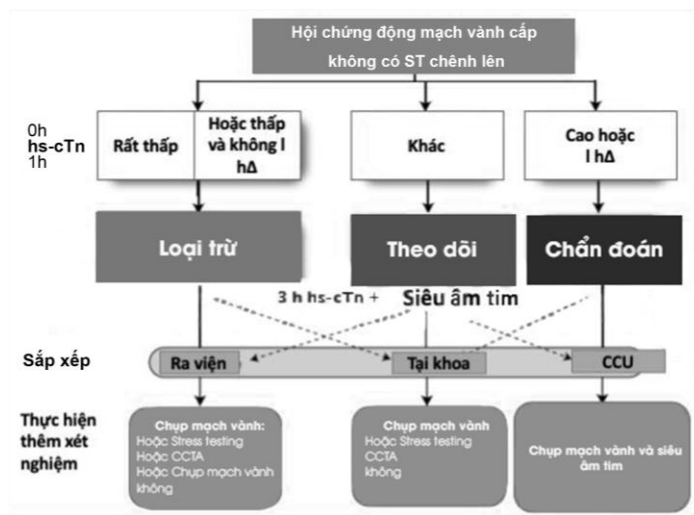 Hội chứng động mạch vành cấp
không có ST chênh lên
0h
hs-cTn
1h
Rất thấp
Hoặc thấp
và không l
hΔ
Khác
Cao hoặc
l hΔ
Loại trừ
Theo dõi
Chẩn đoán
3 h hs-cTn + Siêu âm tim
Sắp xếp
Ra viện
Tại khoa
CCU
Thực hiện
thêm xét
nghiệm
Chụp mạch vành:
Hoặc Stress testing
Hoặc CCTA
Hoặc Chụp mạch vành
không
Chụp mạch vành
Hoặc Stress testing
CCTA
không
Chụp mạch vành và siêu
âm tim